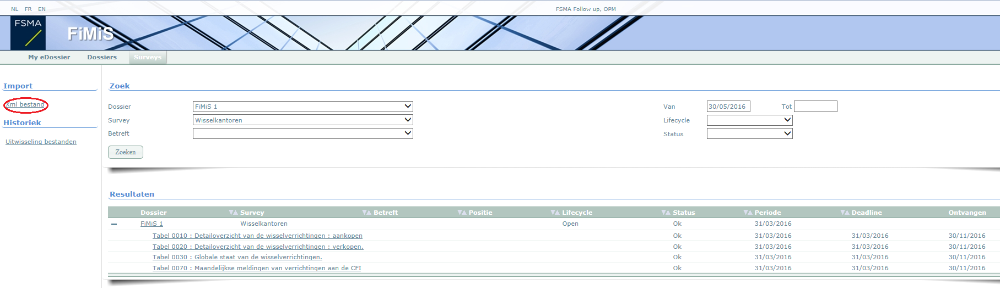 NL FR EN FSMA Follow up, OPM
FSMA
FiMiS
My eDossier Dossiers Surveys
Import
Xml bestand
Historiek
Uitwisseling bestanden
Zoek
Dossier FiMiS 1 Van 30/05/2016 Tot
Survey Wisselkantoren Lifecycle
Betreft Status
Zoeken
Resultaten
Dossier Survey Betreft Positie Lifecycle Status Periode Deadline Ontvangen
FiMiS 1 Wisselkantoren Open Ok 31/03/2016
Tabel 0010 : Detailoverzicht van de wisselverrichtingen : aankopen Ok 31/03/2016 31/03/2016 30/11/2016
Tabel 0020 : Detailoverzicht van de wisselverrichtingen : verkopen. Ok 31/03/2016 31/03/2016 30/11/2016
Tabel 0030 : Globale staat van de wisselverrichtingen. Ok 31/03/2016 31/03/2016 30/11/2016
Tabel 0070 : Maandelijkse meldingen van verrichtingen aan de CFI Ok 31/03/2016 31/03/2016 30/11/2016